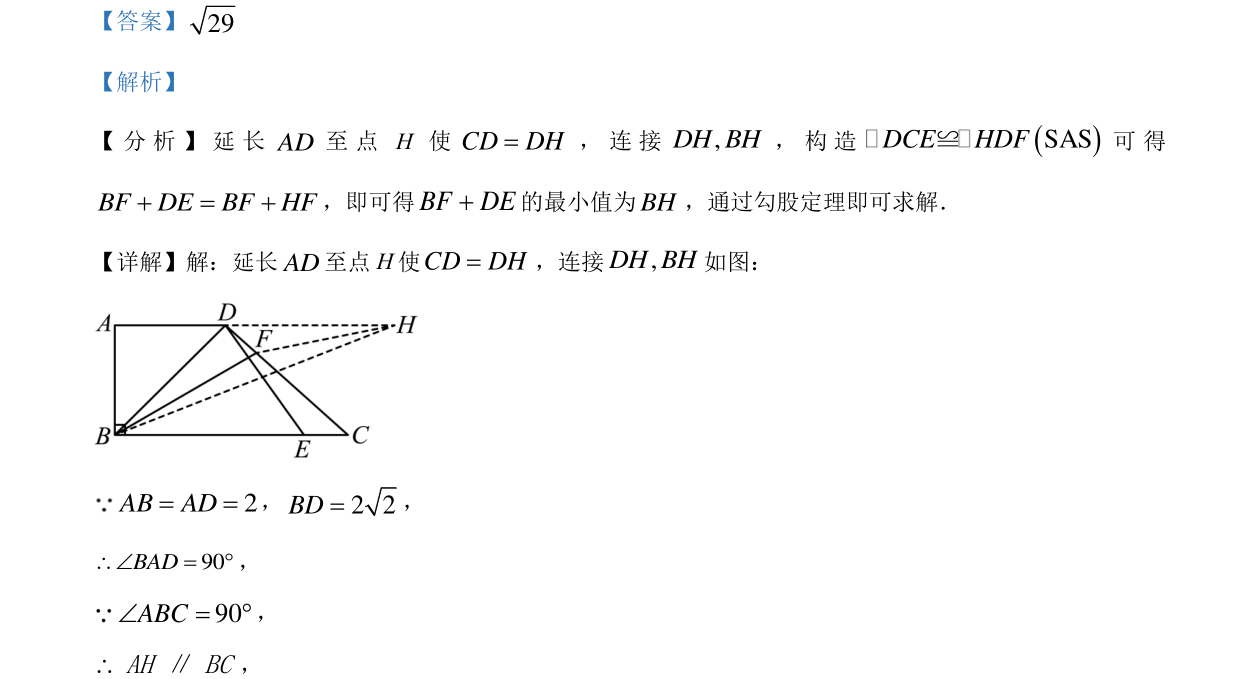 【答案】√29
【解析】
【分析】延长 AD 至点 H 使 CD = DH ，连接 DH, BH ，构造 □DCE≌□HDF(SAS) 可得
BF + DE = BF + HF，即可得 BF + DE 的最小值为 BH ，通过勾股定理即可求解．
【详解】解：延长 AD 至点 H 使 CD = DH ，连接 DH, BH 如图：
A
D
H
F
B
E
C
∵ AB = AD = 2， BD = 2√2，
∴∠BAD = 90°，
∵ ∠ABC = 90°，
∴ AH // BC，